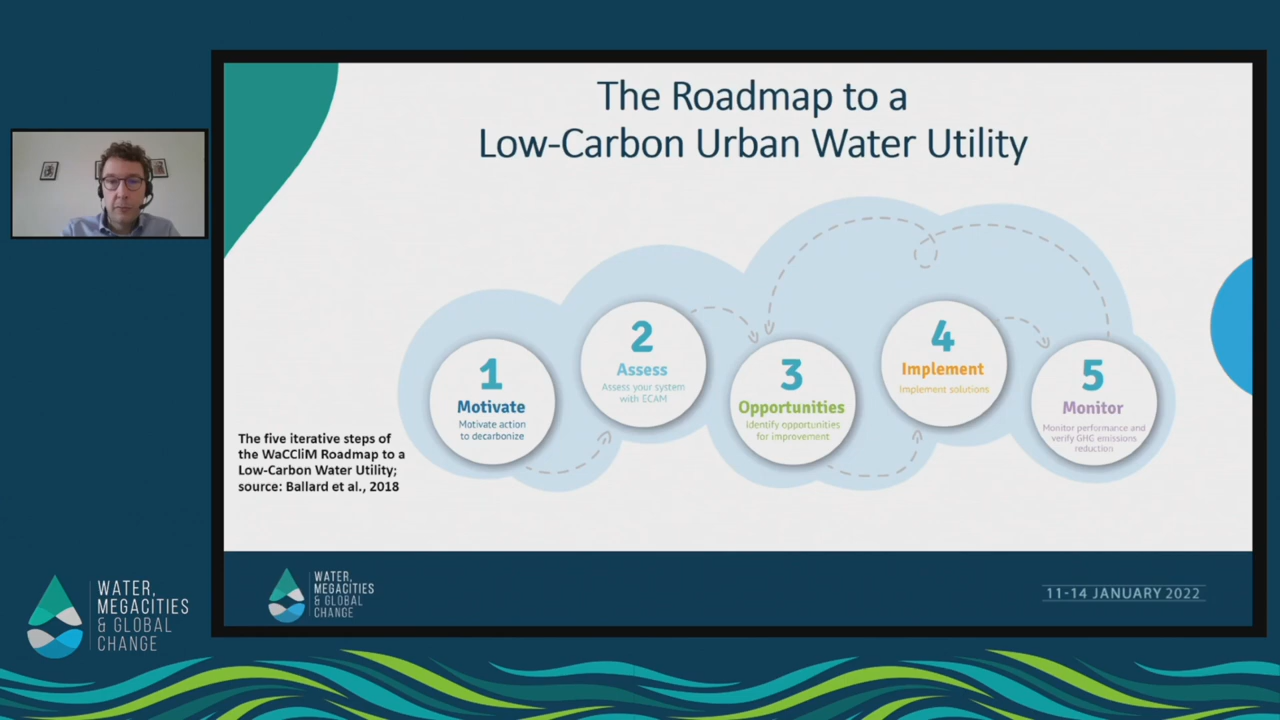 The Roadmap to a
Low-Carbon Urban Water Utility
1
Motivate
Motivate action
to decarbonize
2
Assess
Assess your system
with ECAM
3
Opportunities
Identify opportunities
for improvement
4
Implement
Implement solutions
5
Monitor
Monitor performance and
verify GHG emissions
reduction
The five iterative steps of
the WaCCliM Roadmap to a
Low-Carbon Water Utility;
source: Ballard et al., 2018
WATER,
MEGACITIES
& GLOBAL
CHANGE
11-14 JANUARY 2022
WATER,
MEGACITIES
& GLOBAL
CHANGE